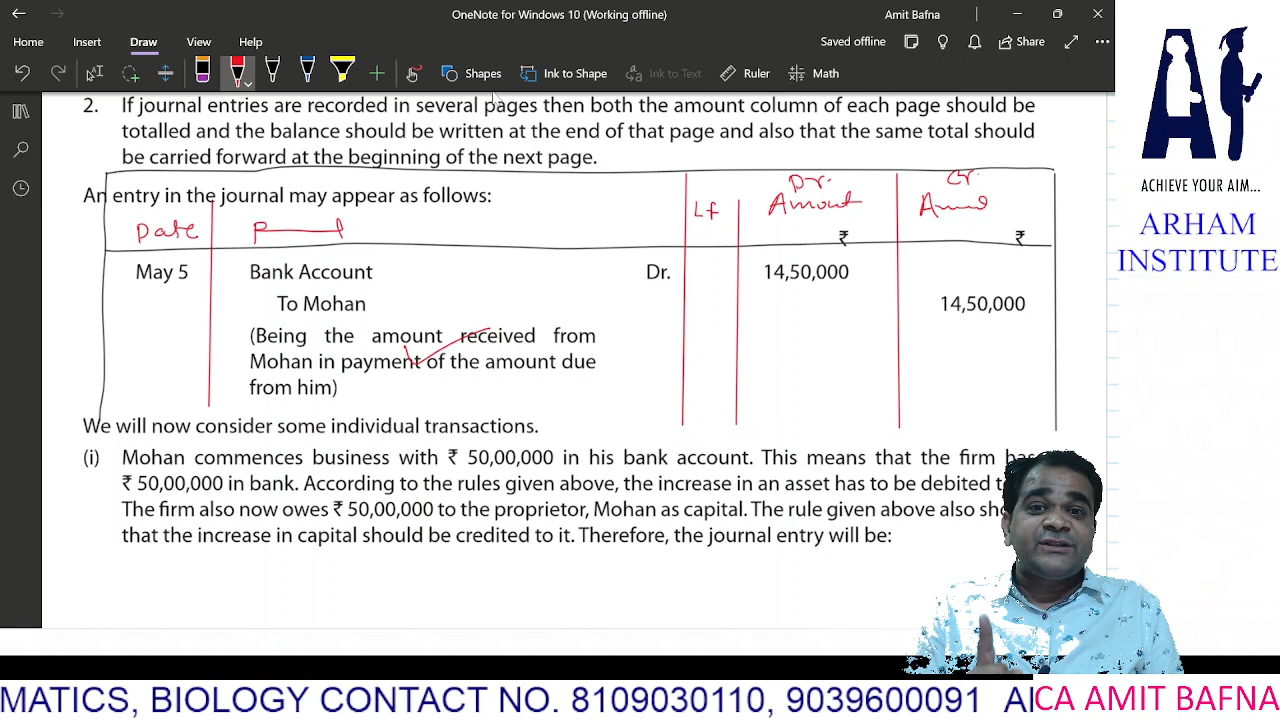 OneNote for Windows 10 (Working offline)
Amit Bafna
Home Insert Draw View Help
Saved offline
Share
Shapes Ink to Shape Ink to Text Ruler Math
2. If journal entries are recorded in several pages then both the amount column of each page should be
totalled and the balance should be written at the end of that page and also that the same total should
be carried forward at the beginning of the next page.
An entry in the journal may appear as follows:
Date
Lf
Dr.
Amount
Cr.
₹ ₹
May 5 Bank Account Dr. 14,50,000
To Mohan 14,50,000
(Being the amount received from
Mohan in payment of the amount due
from him)
We will now consider some individual transactions.
(i) Mohan commences business with ₹ 50,00,000 in his bank account. This means that the firm has
₹ 50,00,000 in bank. According to the rules given above, the increase in an asset has to be debited
The firm also now owes ₹ 50,00,000 to the proprietor, Mohan as capital. The rule given above also
that the increase in capital should be credited to it. Therefore, the journal entry will be:
Ai
ACHIEVE YOUR AIM...
ARHAM
INSTITUTE
MATICS, BIOLOGY CONTACT NO. 8109030110, 9039600091
CA AMIT BAFNA